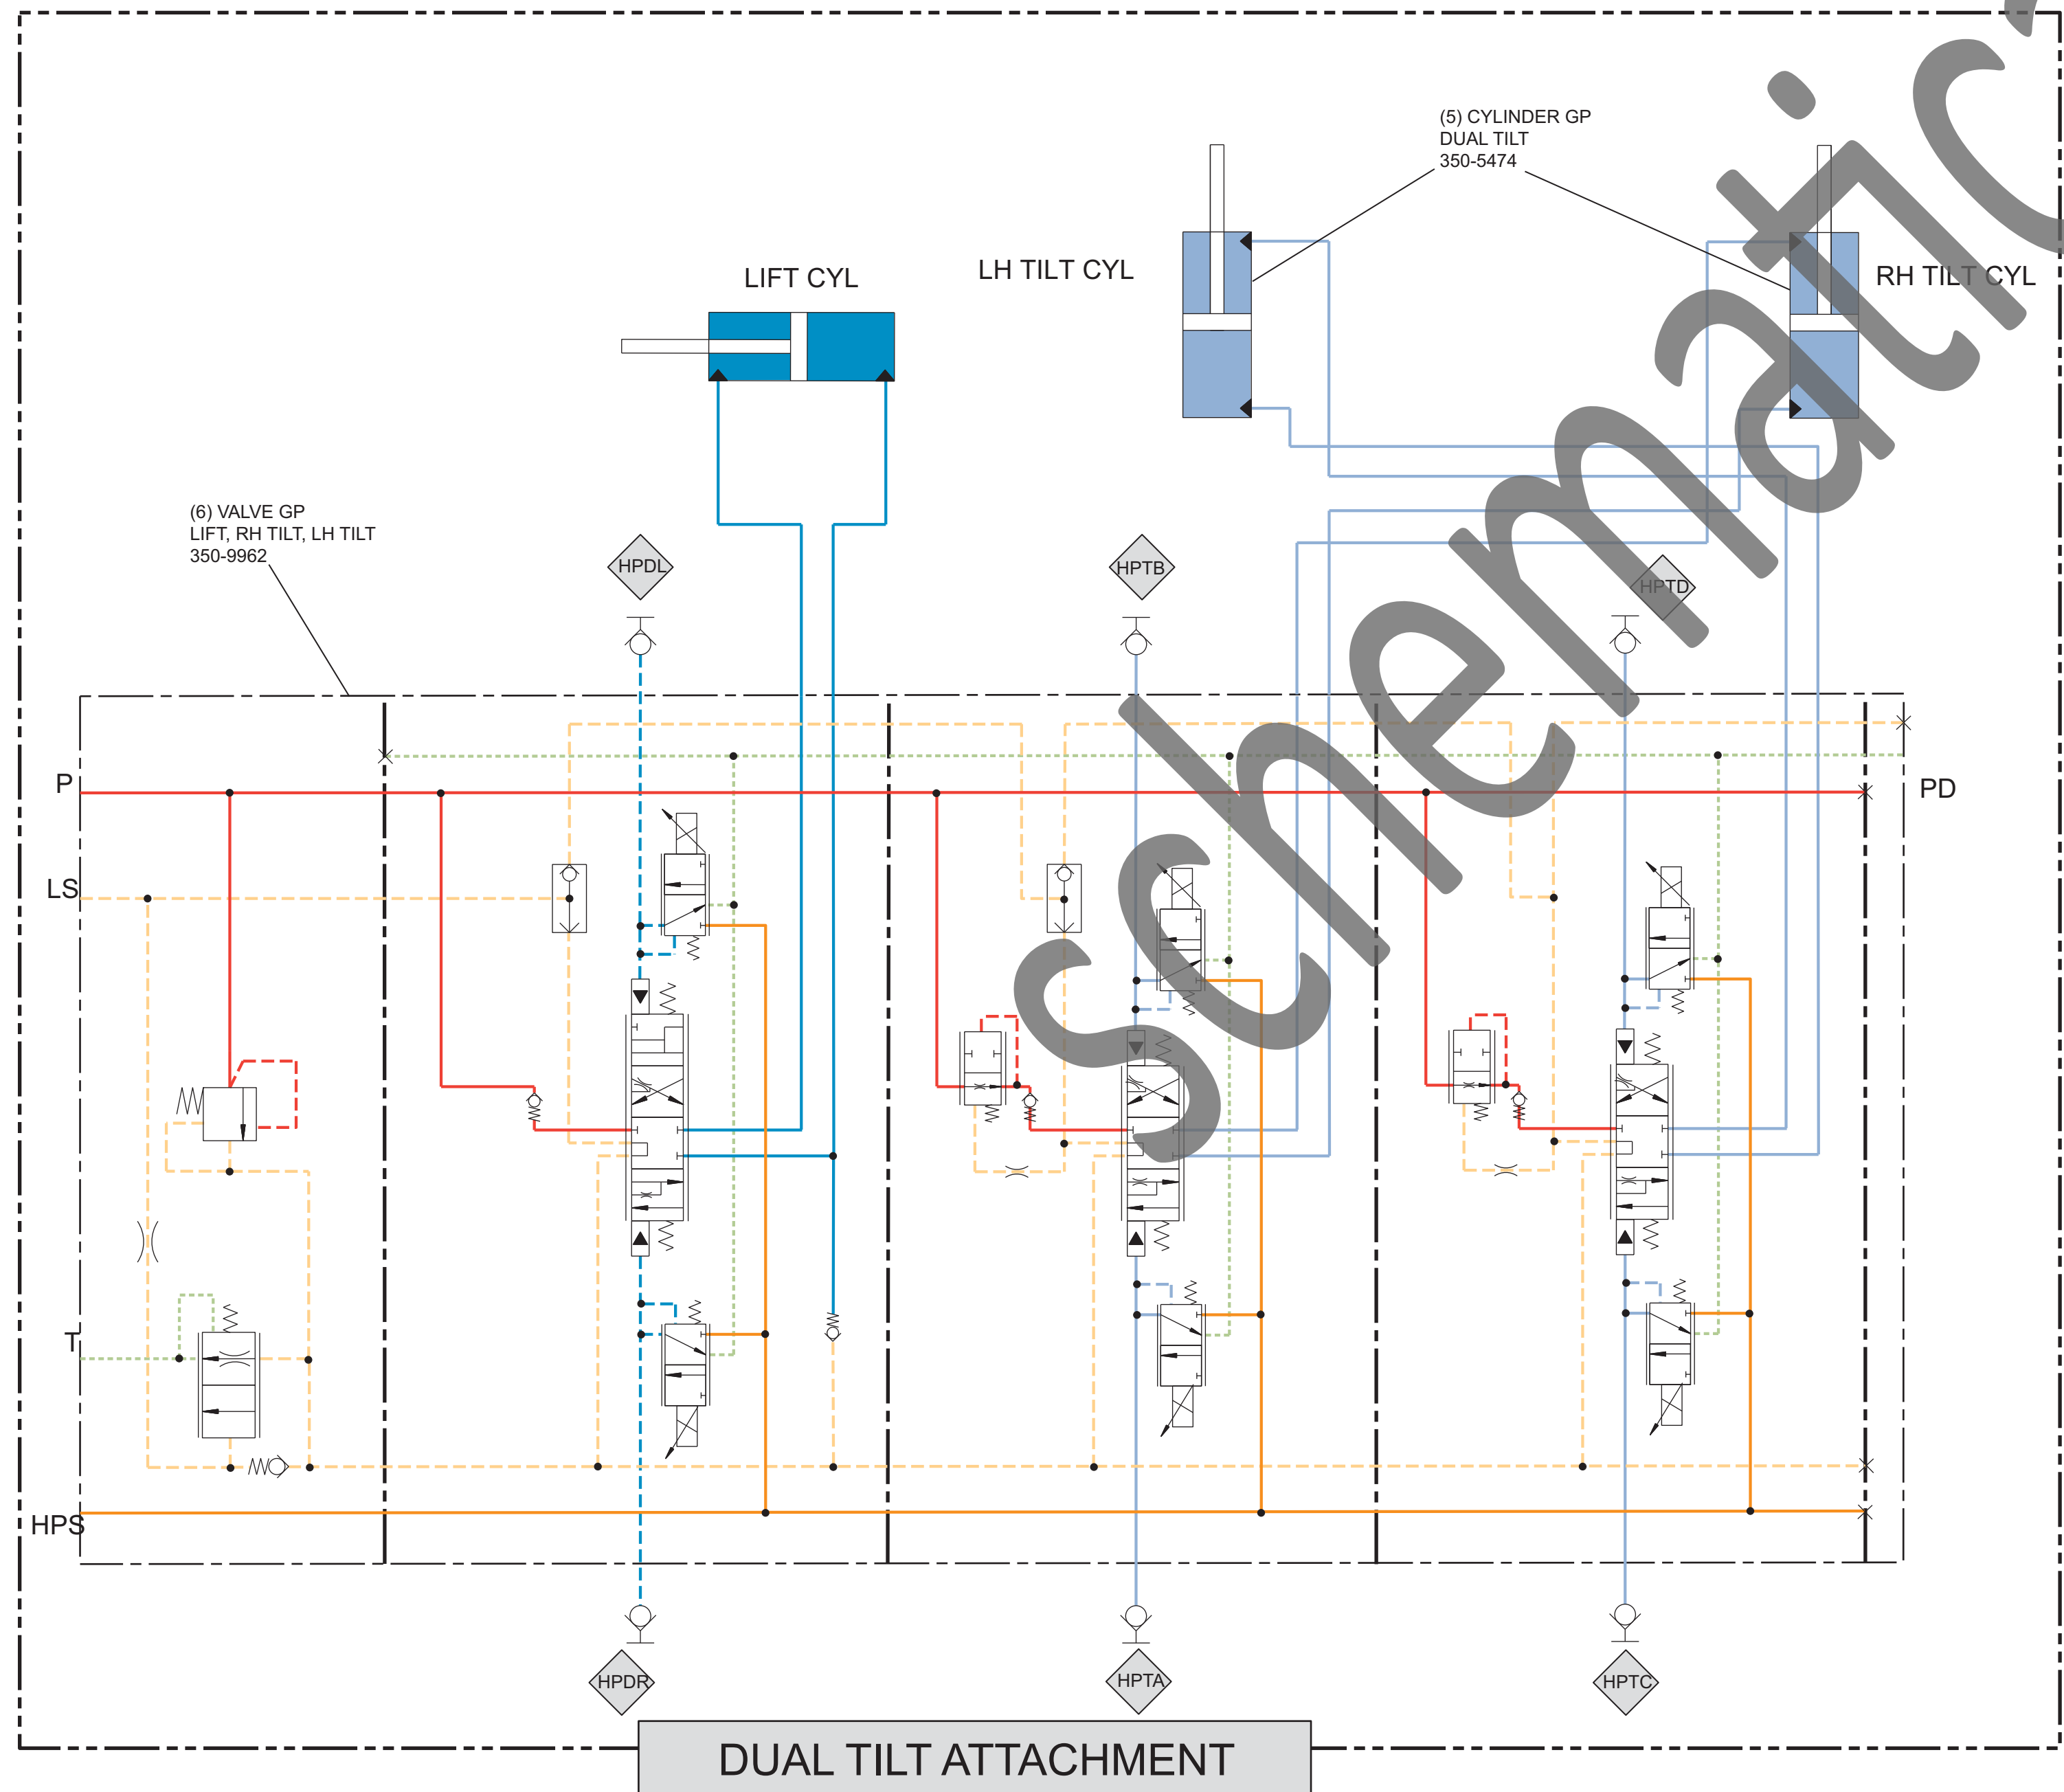 (5) CYLINDER GP
DUAL TILT
350-5474
LIFT CYL
LH TILT CYL
RH TILT CYL
(6) VALVE GP
LIFT, RH TILT, LH TILT
350-9962
HPDL
HPTB
HPTD
P
PD
LS
T
HPS
HPDR
HPTA
HPTC
DUAL TILT ATTACHMENT
schematic